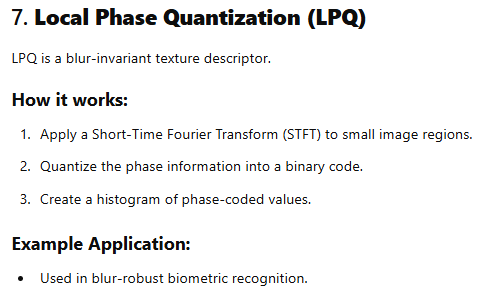 7. Local Phase Quantization (LPQ)
LPQ is a blur-invariant texture descriptor.
How it works:
1. Apply a Short-Time Fourier Transform (STFT) to small image regions.
2. Quantize the phase information into a binary code.
3. Create a histogram of phase-coded values.
Example Application:
• Used in blur-robust biometric recognition.